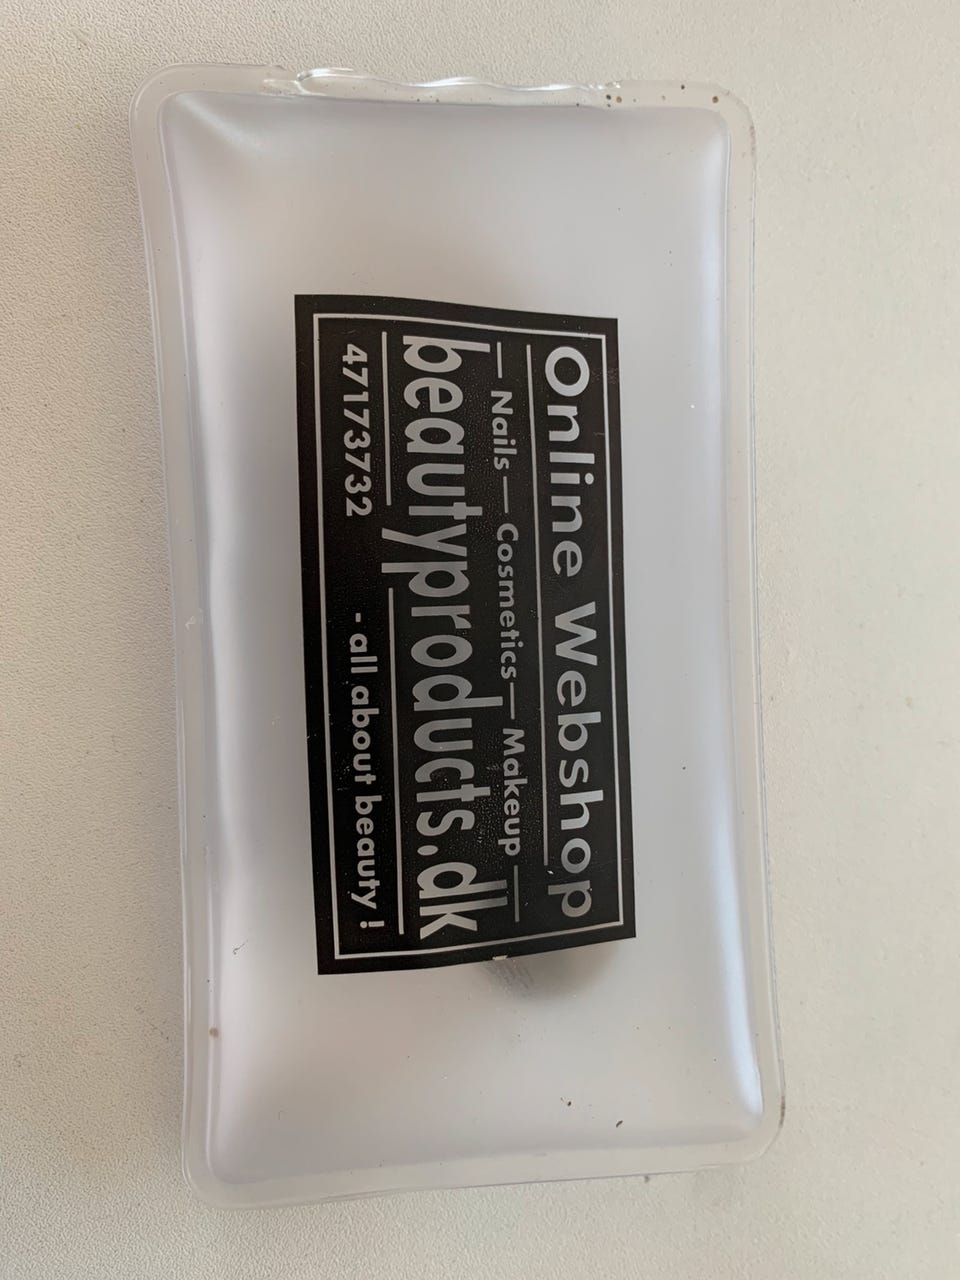 Online Webshop
Nails — Cosmetics — Makeup
beautyproducts.dk
47173732 - all about beauty !